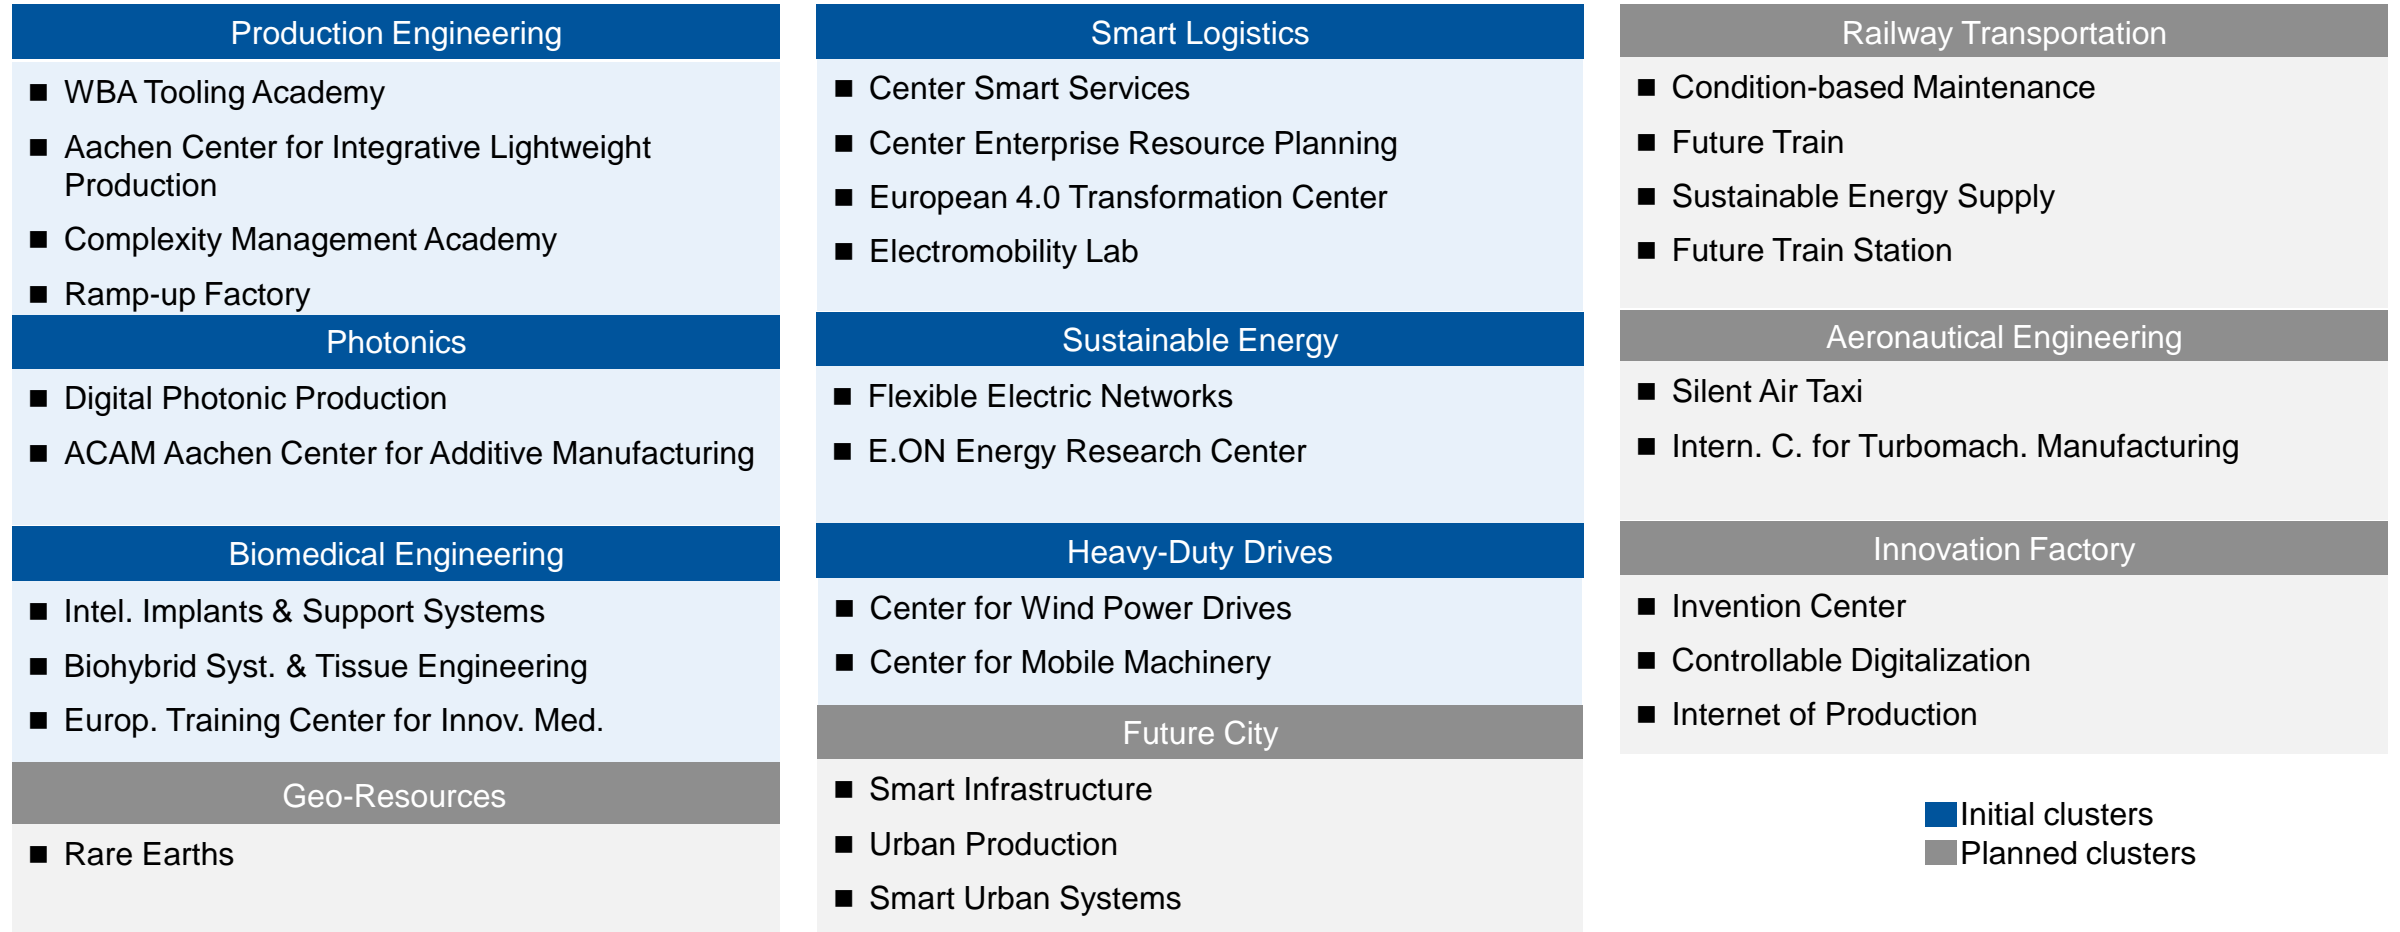 Production Engineering
WBA Tooling Academy
Aachen Center for Integrative Lightweight
Production
Complexity Management Academy
Ramp-up Factory
Photonics
Digital Photonic Production
ACAM Aachen Center for Additive Manufacturing
Biomedical Engineering
Intel. Implants & Support Systems
Biohybrid Syst. & Tissue Engineering
Europ. Training Center for Innov. Med.
Geo-Resources
Rare Earths
Smart Logistics
Center Smart Services
Center Enterprise Resource Planning
European 4.0 Transformation Center
Electromobility Lab
Sustainable Energy
Flexible Electric Networks
E.ON Energy Research Center
Heavy-Duty Drives
Center for Wind Power Drives
Center for Mobile Machinery
Future City
Smart Infrastructure
Urban Production
Smart Urban Systems
Railway Transportation
Condition-based Maintenance
Future Train
Sustainable Energy Supply
Future Train Station
Aeronautical Engineering
Silent Air Taxi
Intern. C. for Turbomach. Manufacturing
Innovation Factory
Invention Center
Controllable Digitalization
Internet of Production
Initial clusters
Planned clusters